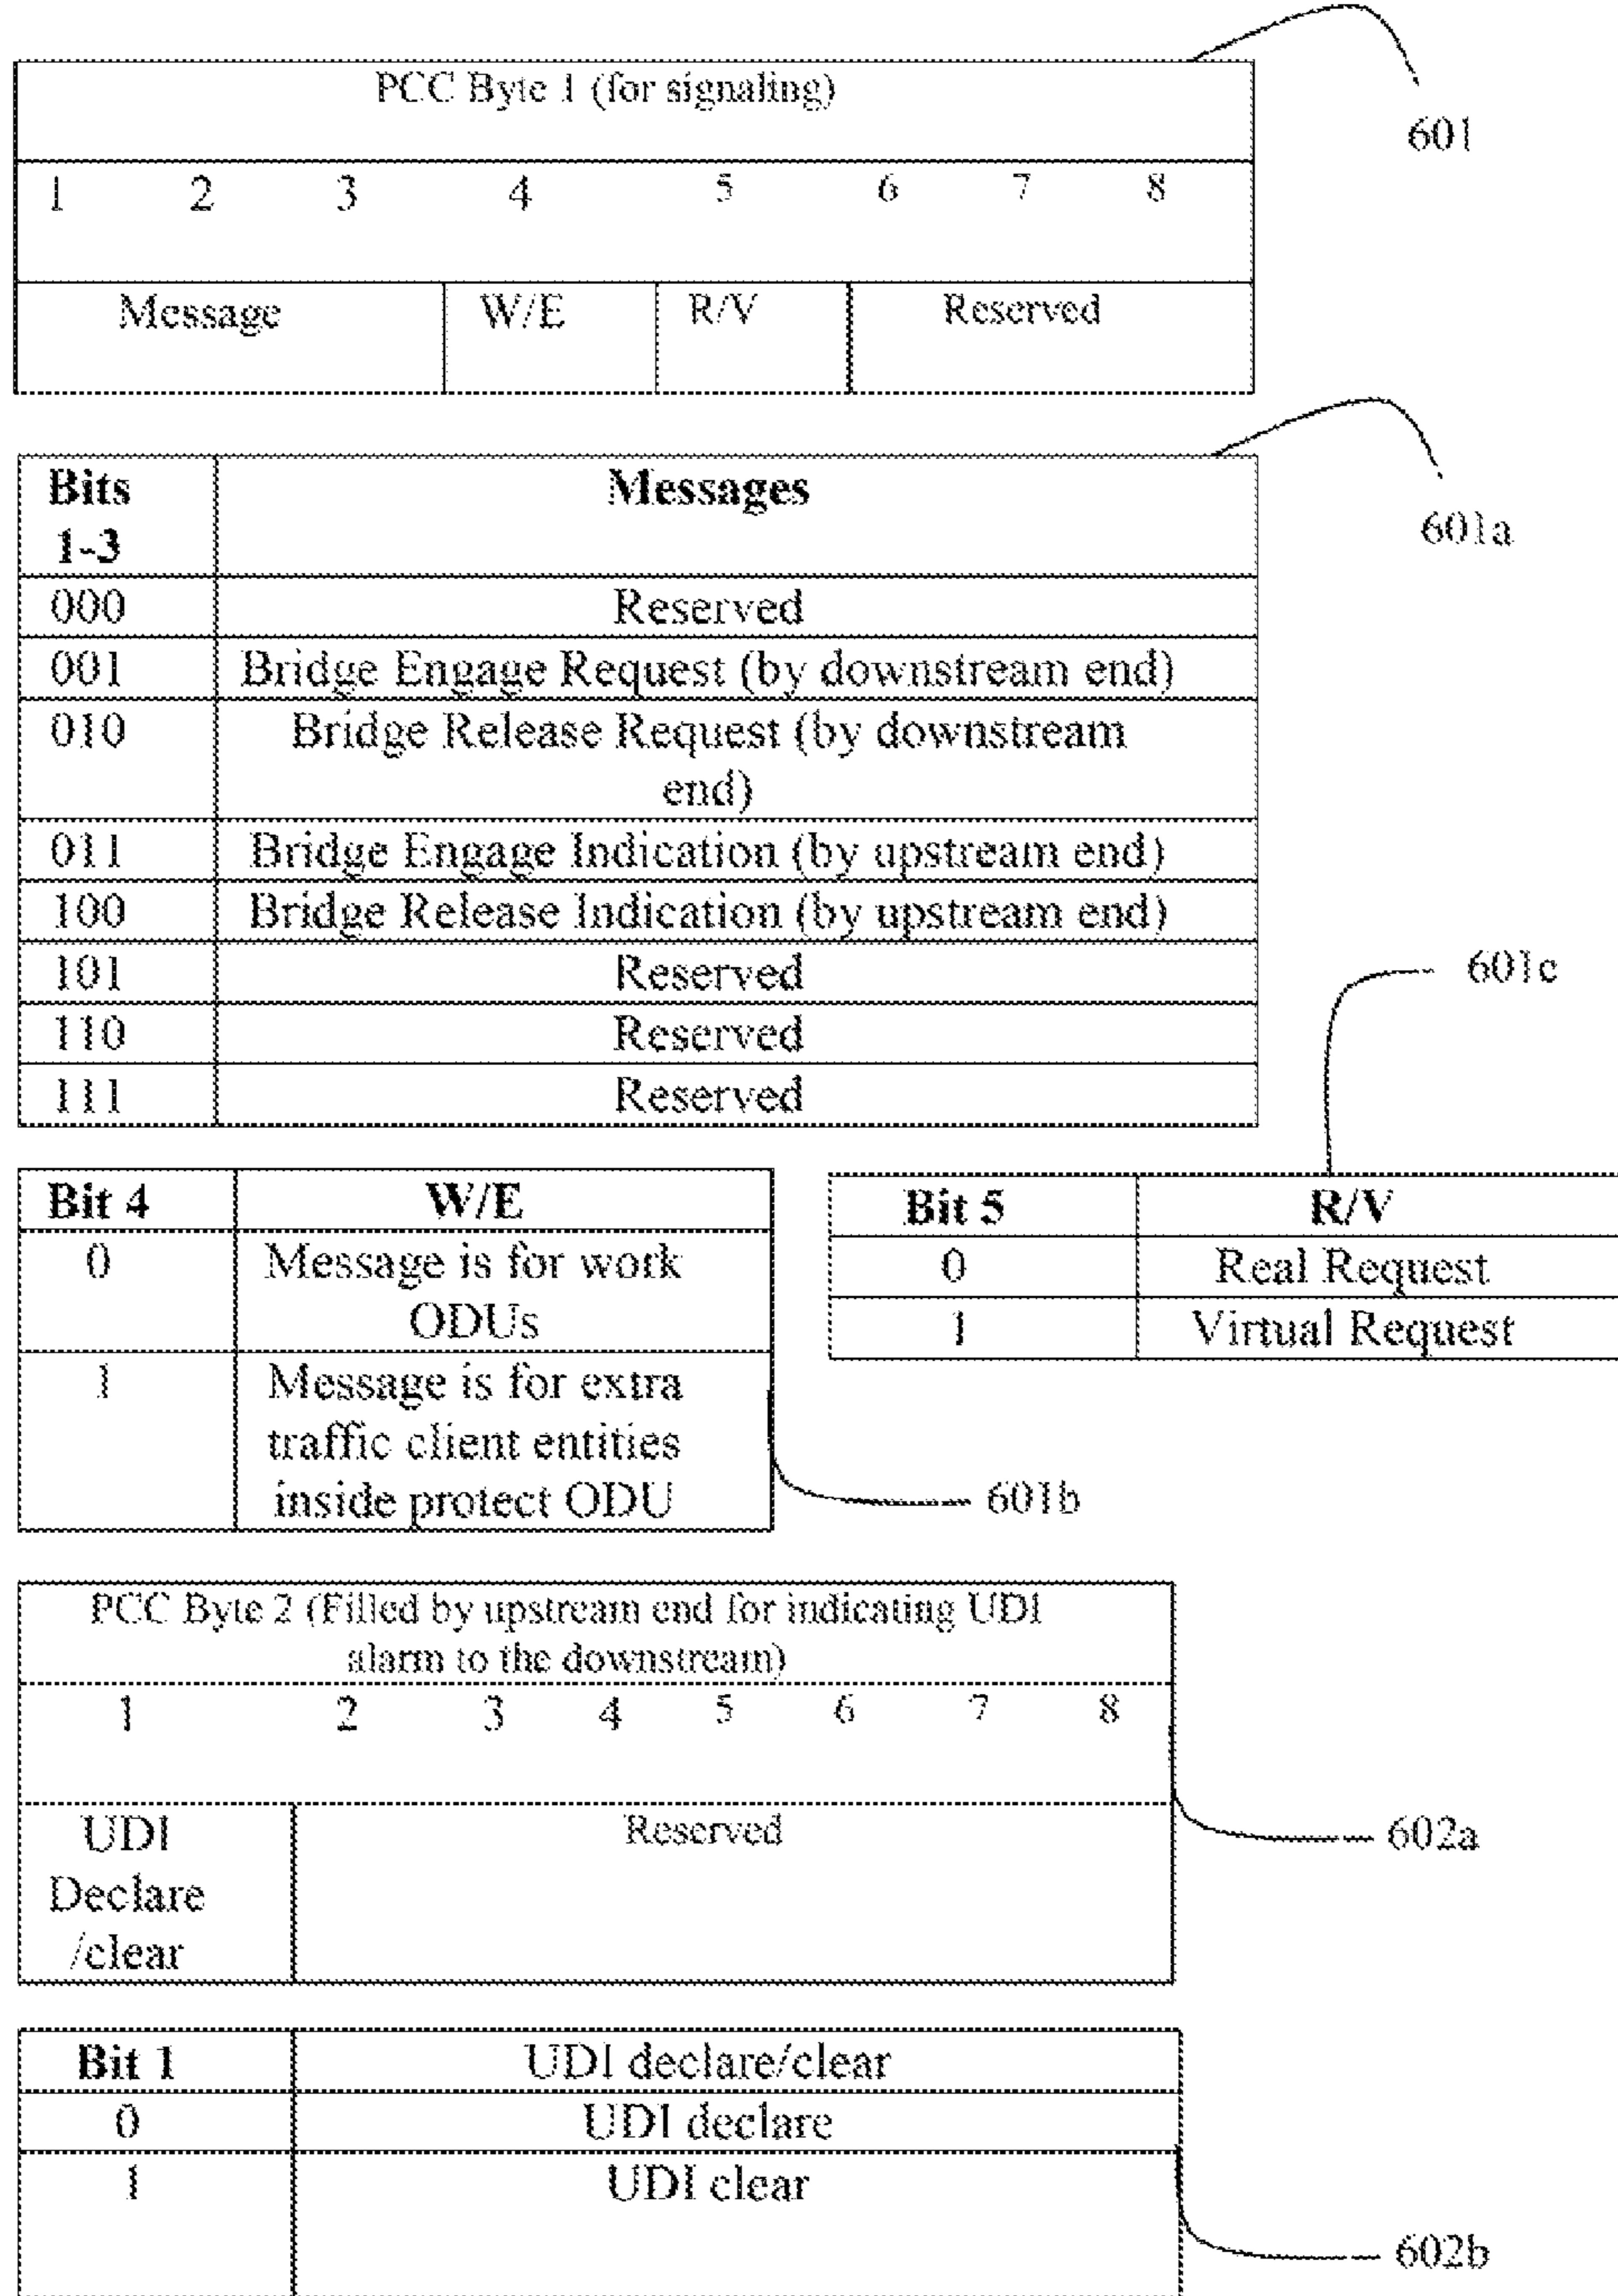 PCC Byte 1 (for signaling)
601
1 2 3 4 5 6 7 8
Message W/E R/V Reserved
Bits
1-3 Messages
601a
000 Reserved
001 Bridge Engage Request (by downstream end)
010 Bridge Release Request (by downstream
end)
011 Bridge Engage Indication (by upstream end)
100 Bridge Release Indication (by upstream end)
101 Reserved
601c
110 Reserved
111 Reserved
Bit 4 W/E
0 Message is for work
ODUs
1 Message is for extra
traffic client entities
inside protect ODU
601b
Bit 5 R/V
0 Real Request
1 Virtual Request
PCC Byte 2 (Filled by upstream end for indicating UDI
alarm to the downstream)
1 2 3 4 5 6 7 8
UDI
Declare
/clear
Reserved
602a
Bit 1 UDI declare/clear
0 UDI declare
1 UDI clear
602b